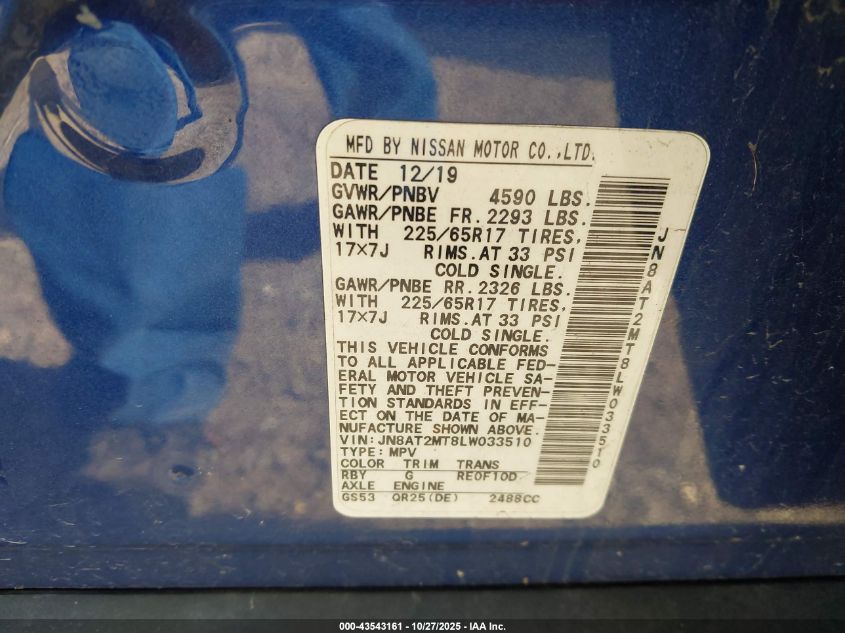 MFD BY NISSAN MOTOR CO.,LTD.
DATE 12/19
GVWR/PNBV 4590 LBS.
GAWR/PNBE FR. 2293 LBS.
WITH 225/65R17 TIRES,
17×7J RIMS.AT 33 PSI
COLD SINGLE.
GAWR/PNBE RR. 2326 LBS.
WITH 225/65R17 TIRES,
17×7J RIMS.AT 33 PSI
COLD SINGLE.
THIS VEHICLE CONFORMS
TO ALL APPLICABLE FED-
ERAL MOTOR VEHICLE SA-
FETY AND THEFT PREVEN-
TION STANDARDS IN EFF-
ECT ON THE DATE OF MA-
NUFACTURE SHOWN ABOVE.
VIN:JN8AT2MT8LW033510
TYPE:MPV
COLOR TRIM TRANS
RBY G RE0F10D
AXLE ENGINE
GS53 QR25(DE) 2488CC
JN8AT2MT8LW033510
000-43543161 - 10/27/2025 - IAA Inc.